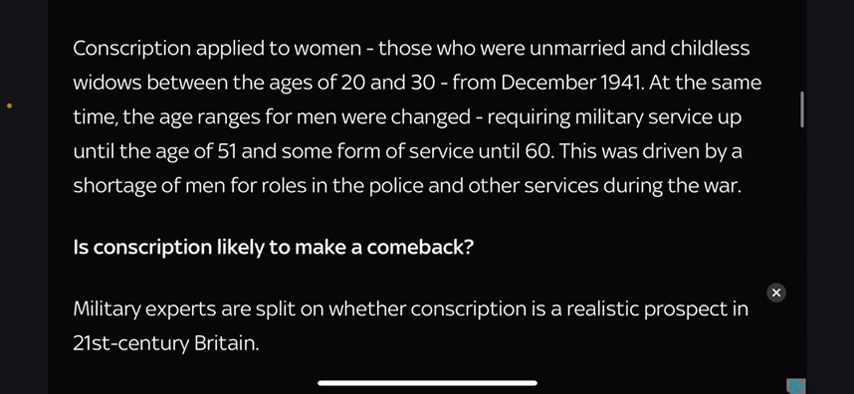 Conscription applied to women - those who were unmarried and childless
widows between the ages of 20 and 30 - from December 1941. At the same
time, the age ranges for men were changed - requiring military service up
until the age of 51 and some form of service until 60. This was driven by a
shortage of men for roles in the police and other services during the war.
Is conscription likely to make a comeback?
Military experts are split on whether conscription is a realistic prospect in
21st-century Britain.